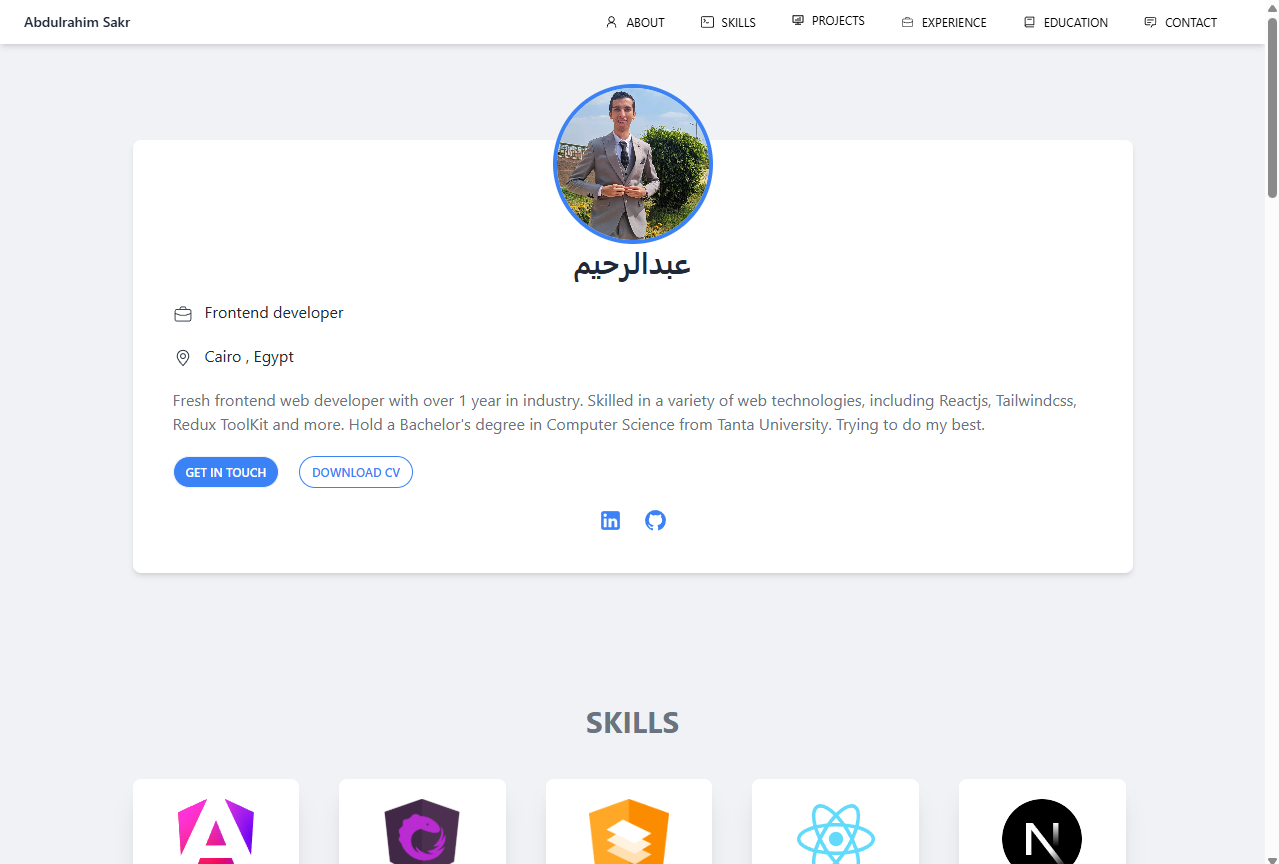 Abdulrahim Sakr
ABOUT
SKILLS
PROJECTS
EXPERIENCE
EDUCATION
CONTACT
عبدالرحيم
Frontend developer
Cairo , Egypt
Fresh frontend web developer with over 1 year in industry. Skilled in a variety of web technologies, including Reactjs, Tailwindcss,
Redux ToolKit and more. Hold a Bachelor's degree in Computer Science from Tanta University. Trying to do my best.
GET IN TOUCH
DOWNLOAD CV
SKILLS